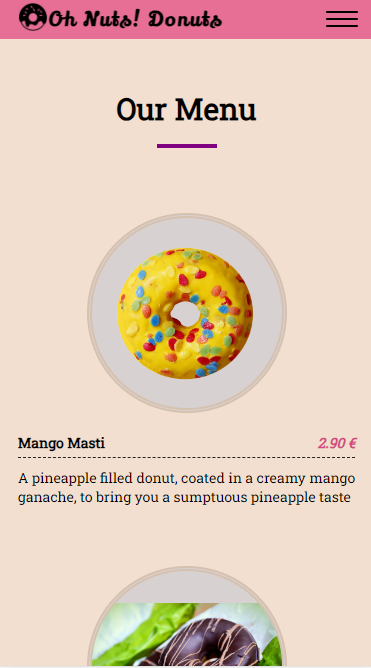 Oh Nuts! Donuts
Our Menu
Mango Masti 2.90 €
A pineapple filled donut, coated in a creamy mango
ganache, to bring you a sumptuous pineapple taste